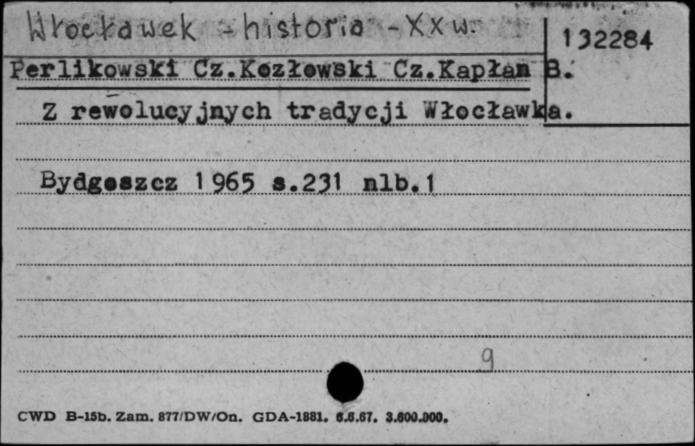 Włocławek - historia - XX w.
132284
Perlikowski Cz.Kozłowski Cz.Kapłan B.
Z rewolucyjnych tradycji Włocławka.
Bydgoszcz 1965 s.231 nlb.1
9
CWD B-15b. Zam. 877/DW/On. GDA-1881. 6.6.67. 3.600.000.